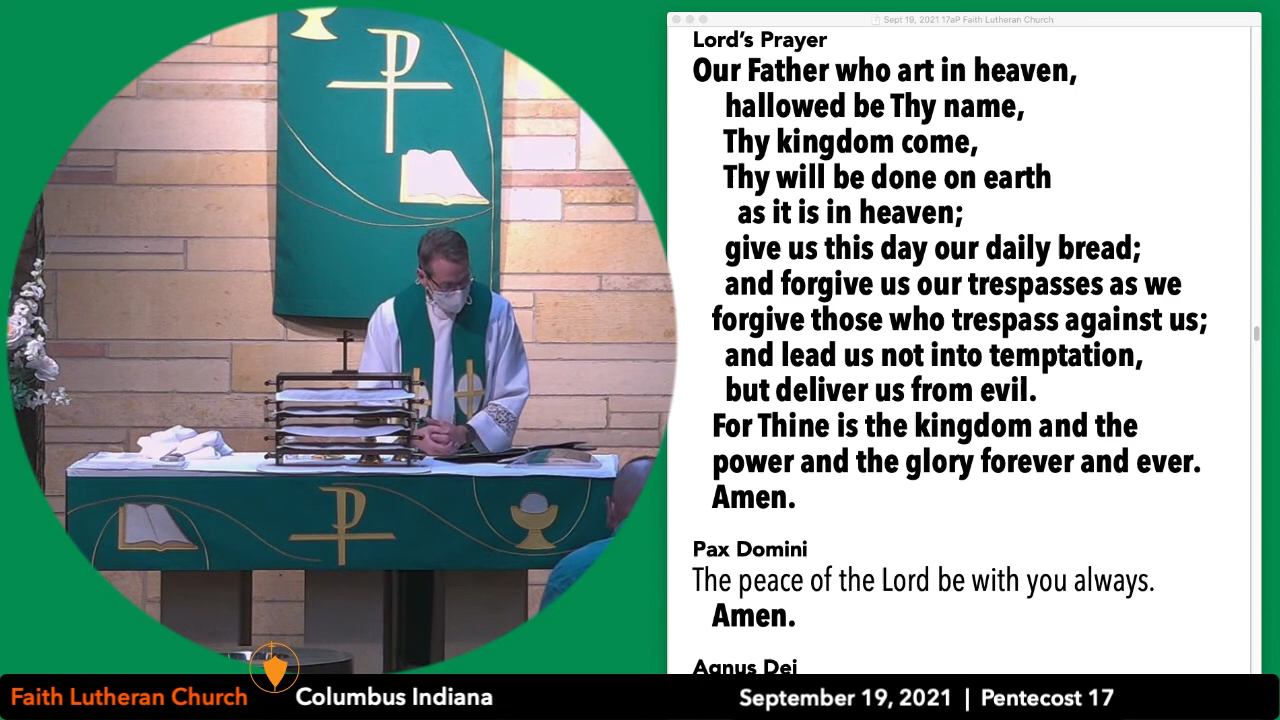 Sept 19, 2021 17aP Faith Lutheran Church
Lord's Prayer
Our Father who art in heaven,
hallowed be Thy name,
Thy kingdom come,
Thy will be done on earth
as it is in heaven;
give us this day our daily bread;
and forgive us our trespasses as we
forgive those who trespass against us;
and lead us not into temptation,
but deliver us from evil.
For Thine is the kingdom and the
power and the glory forever and ever.
Amen.
Pax Domini
The peace of the Lord be with you always.
Amen.
Agnus Dei
Faith Lutheran Church Columbus Indiana September 19, 2021 | Pentecost 17